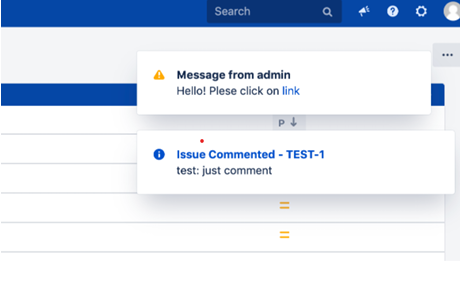 Search
Message from admin
Hello! Plese click on link
P ↓
Issue Commented - TEST-1
test: just comment